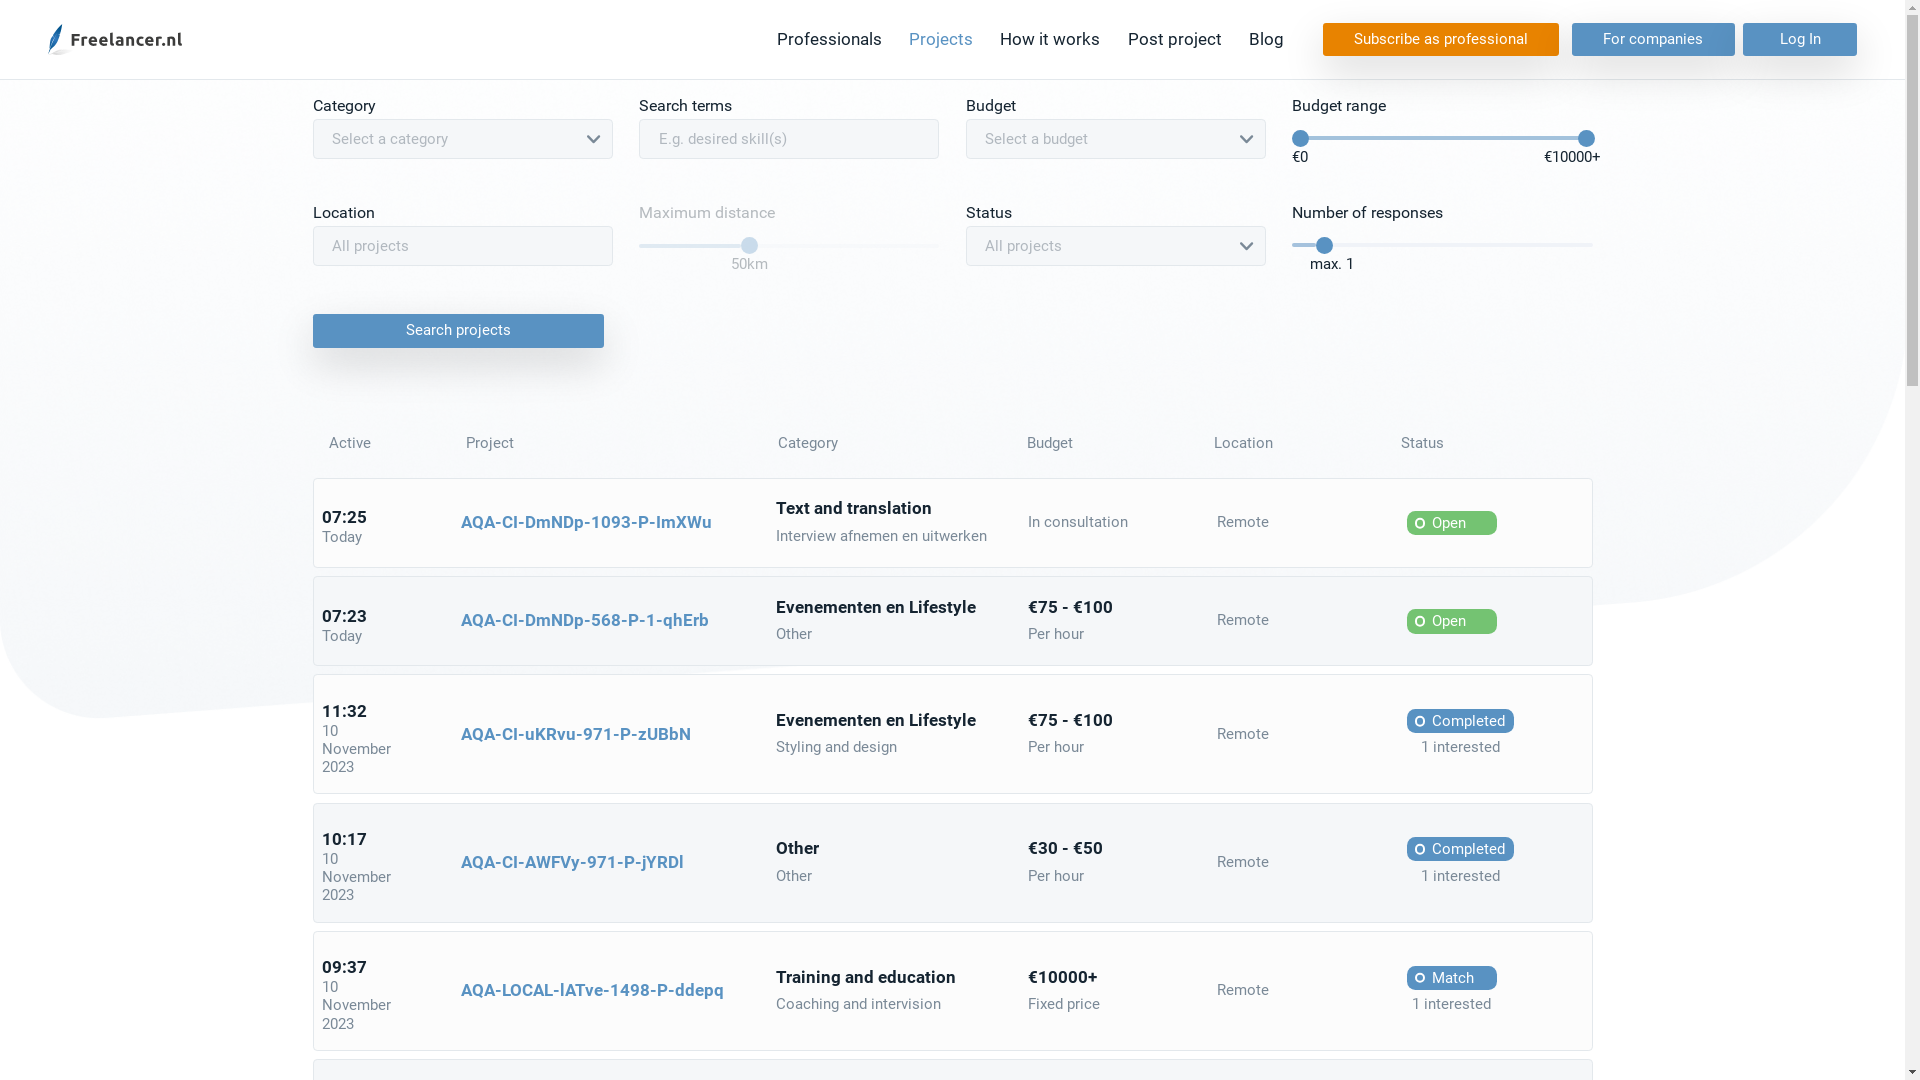 Freelancer.nl
Professionals
Projects
How it works
Post project
Blog
Subscribe as professional
For companies
Log In
Category
Search terms
Budget
Budget range
Select a category
E.g. desired skill(s)
Select a budget
€0
€10000+
Location
Maximum distance
Status
Number of responses
All projects
50km
All projects
max. 1
Search projects
Active
Project
Category
Budget
Location
Status
07:25
Today
AQA-CI-DmNDp-1093-P-ImXWu
Text and translation
Interview afnemen en uitwerken
In consultation
Remote
Open
07:23
Today
AQA-CI-DmNDp-568-P-1-qhErb
Evenementen en Lifestyle
Other
€75 - €100
Per hour
Remote
Open
11:32
10
November
2023
AQA-CI-uKRvu-971-P-zUBbN
Evenementen en Lifestyle
Styling and design
€75 - €100
Per hour
Remote
Completed
1 interested
10:17
10
November
2023
AQA-CI-AWFVy-971-P-jYRDl
Other
Other
€30 - €50
Per hour
Remote
Completed
1 interested
09:37
10
November
2023
AQA-LOCAL-lATve-1498-P-ddepq
Training and education
Coaching and intervision
€10000+
Fixed price
Remote
Match
1 interested